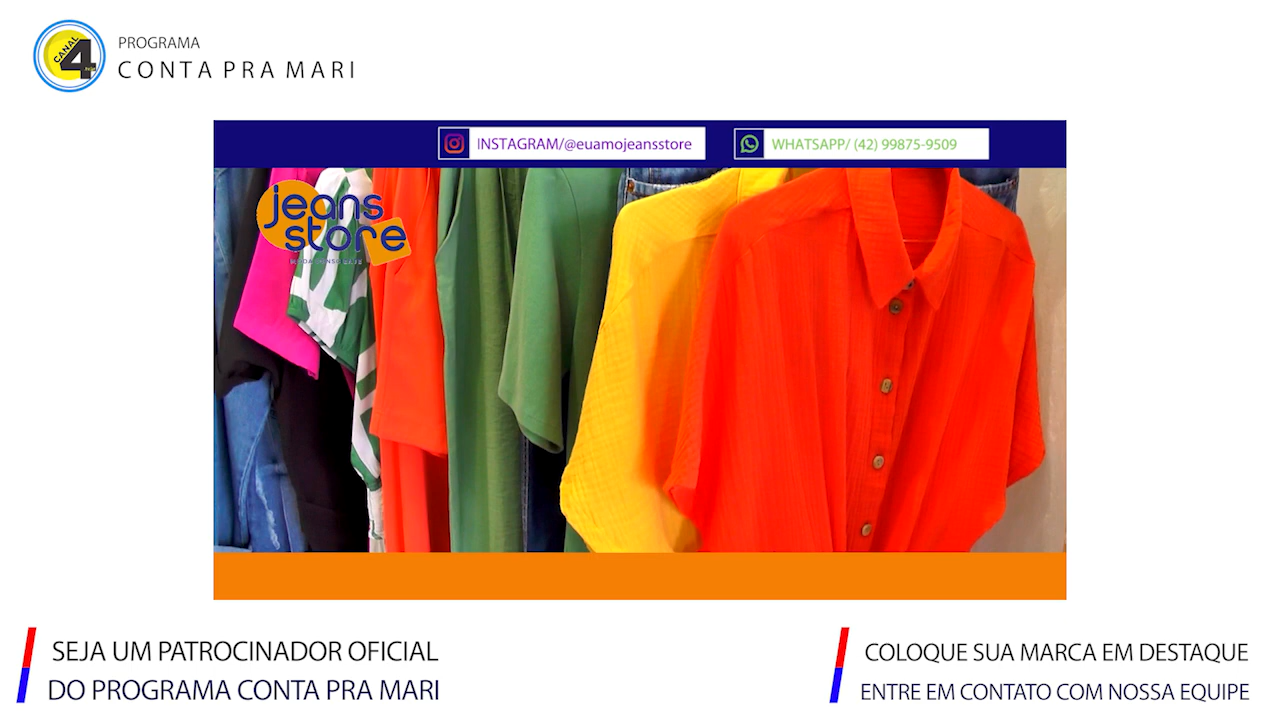 CANAL
4
PROGRAMA
CONTA PRA MARI
INSTAGRAM/@euamojeansstore
WHATSAPP/ (42) 99875-9509
jeans
store
SEJA UM PATROCINADOR OFICIAL
DO PROGRAMA CONTA PRA MARI
COLOQUE SUA MARCA EM DESTAQUE
ENTRE EM CONTATO COM NOSSA EQUIPE